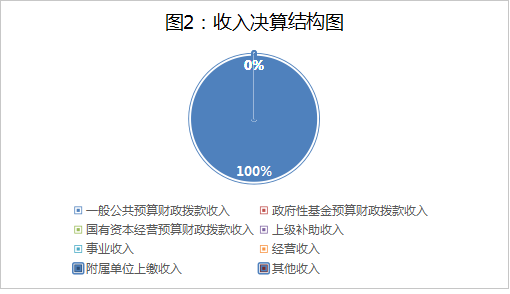 图2：收入决算结构图
0%
100%
一般公共预算财政拨款收入 政府性基金预算财政拨款收入
国有资本经营预算财政拨款收入 上级补助收入
事业收入 经营收入
附属单位上缴收入 其他收入